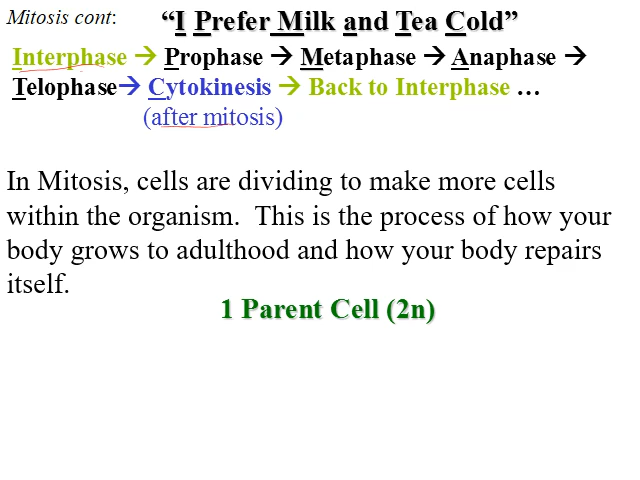 Mitosis cont:
“I Prefer Milk and Tea Cold”
Interphase → Prophase → Metaphase → Anaphase →
Telophase→ Cytokinesis → Back to Interphase …
(after mitosis)
In Mitosis, cells are dividing to make more cells
within the organism.  This is the process of how your
body grows to adulthood and how your body repairs
itself.
1 Parent Cell (2n)